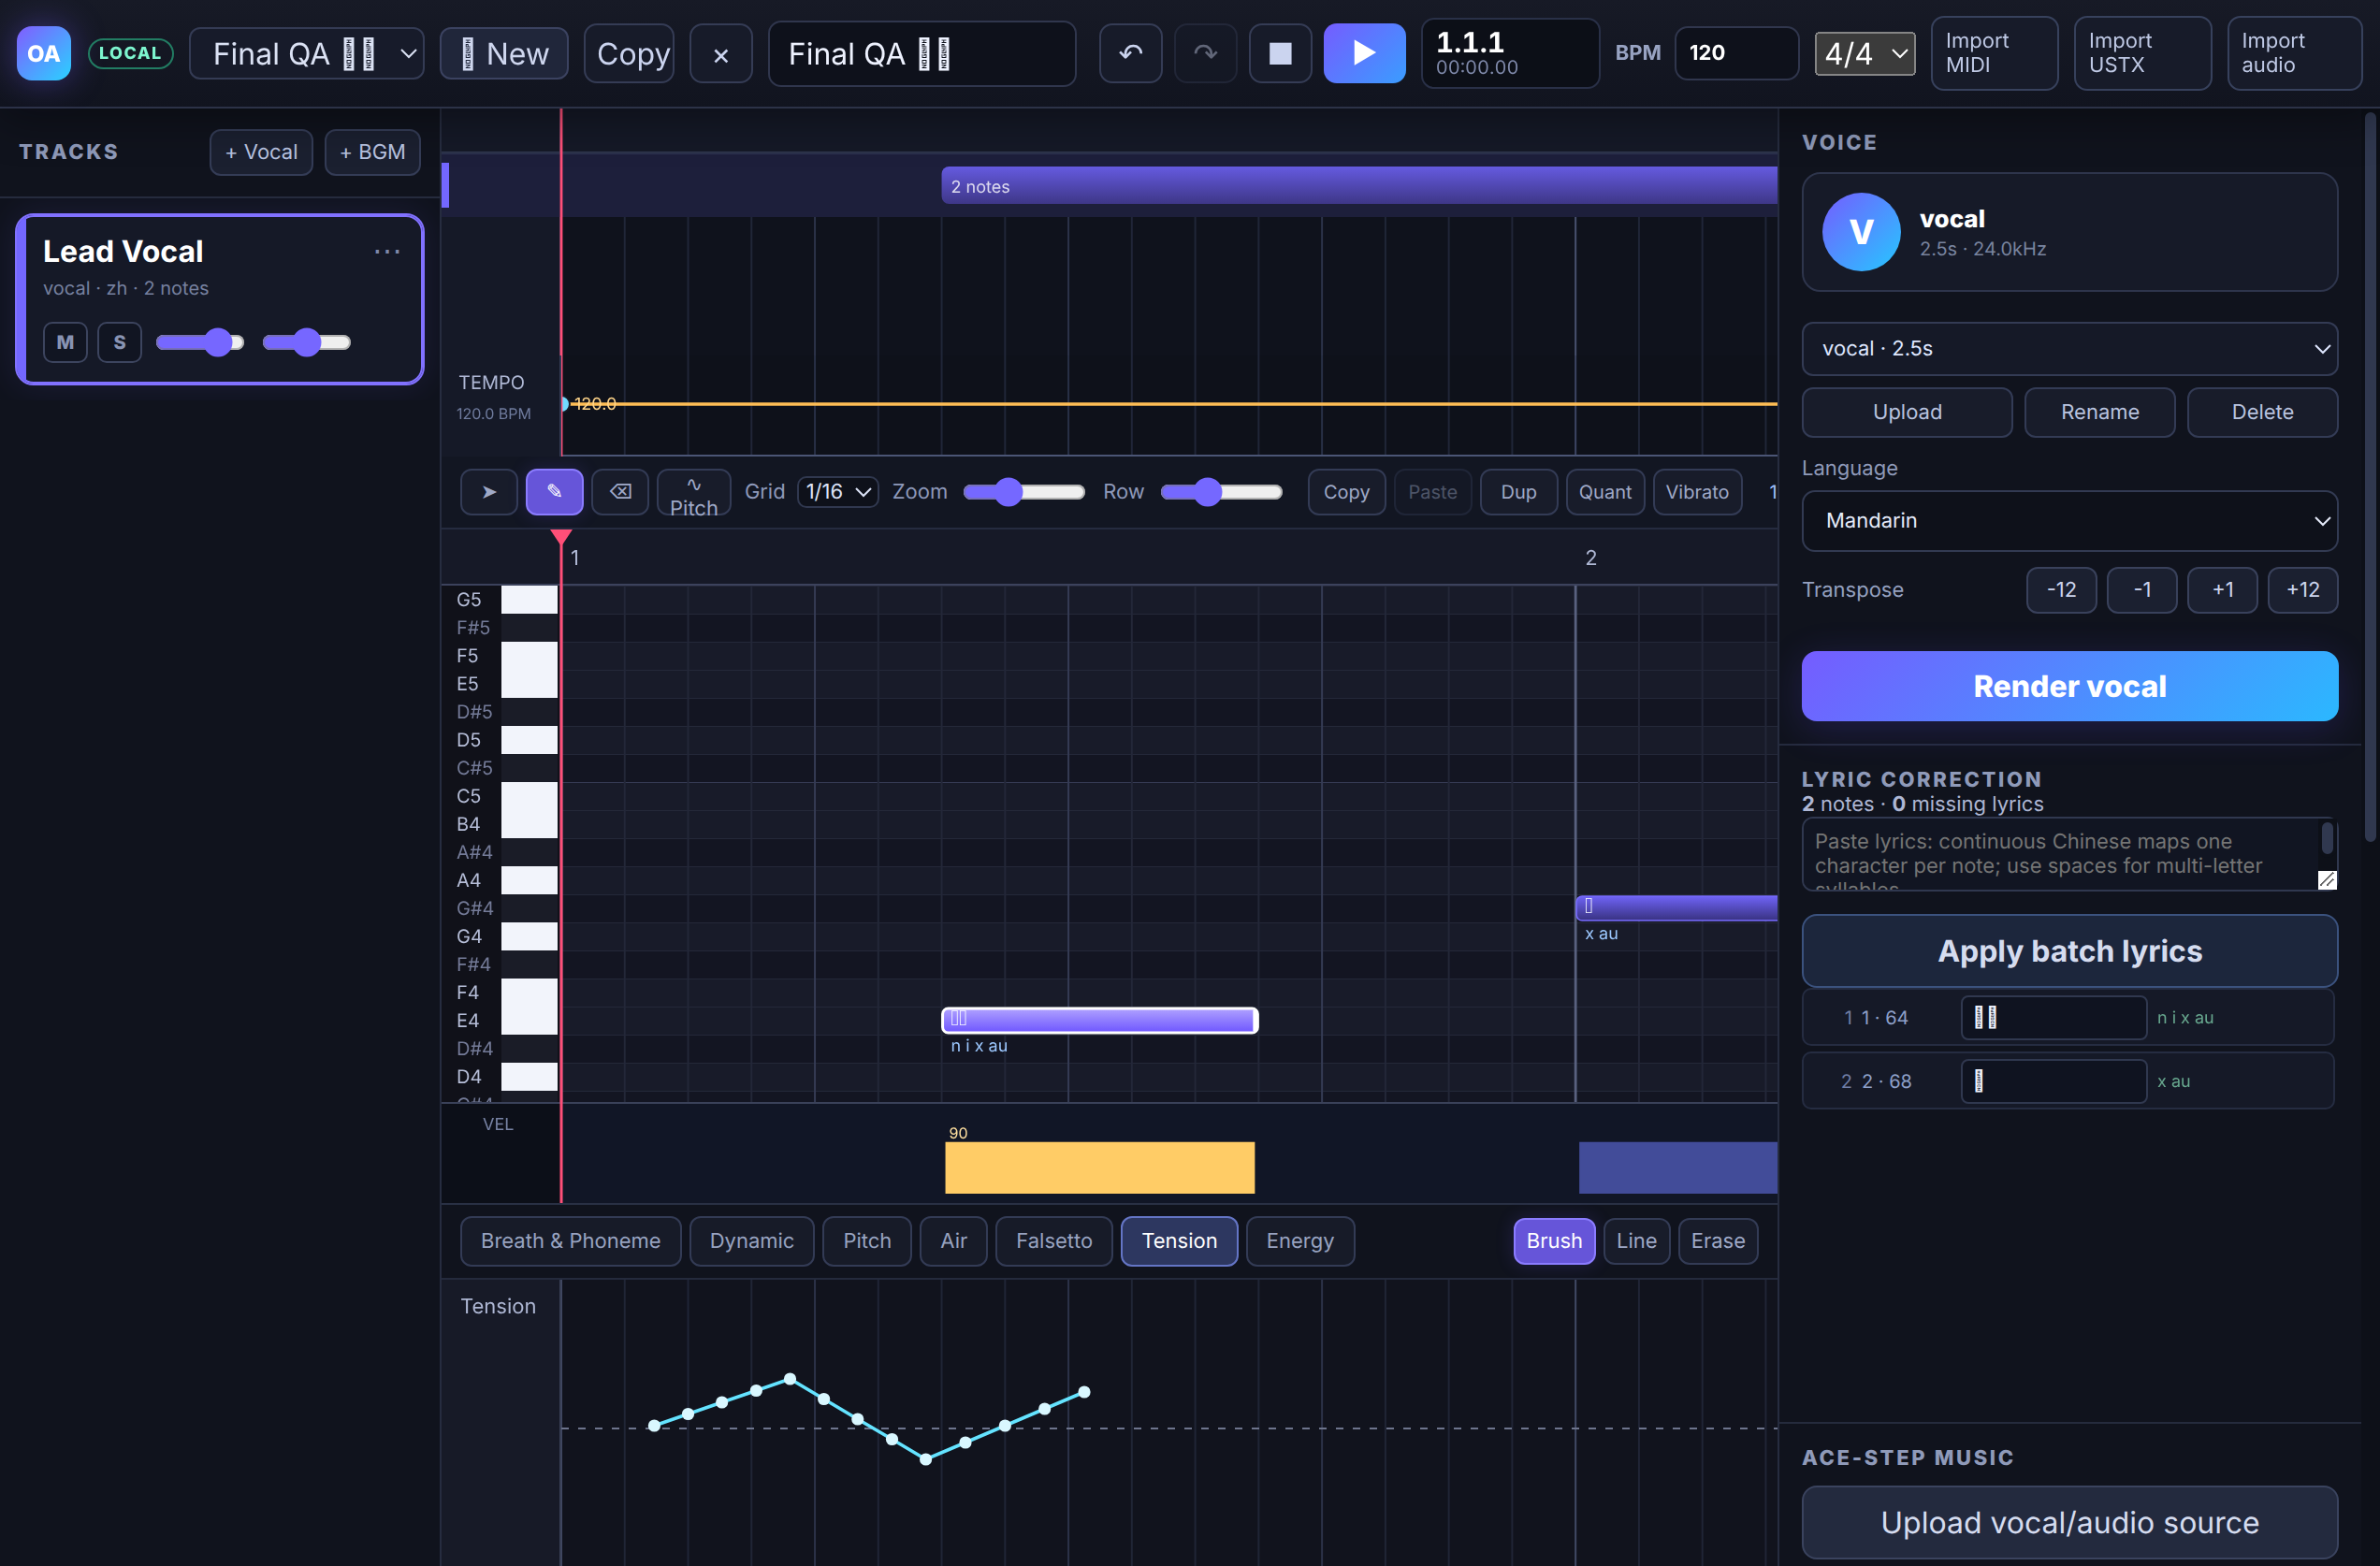 OA
LOCAL
Final QA
New
Copy
×
Final QA
1.1.1
00:00.00
BPM
120
4/4
Import
MIDI
Import
USTX
Import
audio
TRACKS
+ Vocal
+ BGM
Lead Vocal
...
vocal · zh · 2 notes
M
S
2 notes
TEMPO
120.0 BPM
120.0
Pitch
Grid
1/16
Zoom
Row
Copy
Paste
Dup
Quant
Vibrato
1
1
2
G5
F#5
F5
E5
D#5
D5
C#5
C5
B4
A#4
A4
G#4
G4
F#4
F4
E4
D#4
D4
x au
n i x au
VEL
90
Breath & Phoneme
Dynamic
Pitch
Air
Falsetto
Tension
Energy
Brush
Line
Erase
Tension
VOICE
V
vocal
2.5s · 24.0kHz
vocal · 2.5s
Upload
Rename
Delete
Language
Mandarin
Transpose
-12
-1
+1
+12
Render vocal
LYRIC CORRECTION
2 notes · 0 missing lyrics
Paste lyrics: continuous Chinese maps one
character per note; use spaces for multi-letter
syllables
Apply batch lyrics
1 1 · 64
n i x au
2 2 · 68
x au
ACE-STEP MUSIC
Upload vocal/audio source